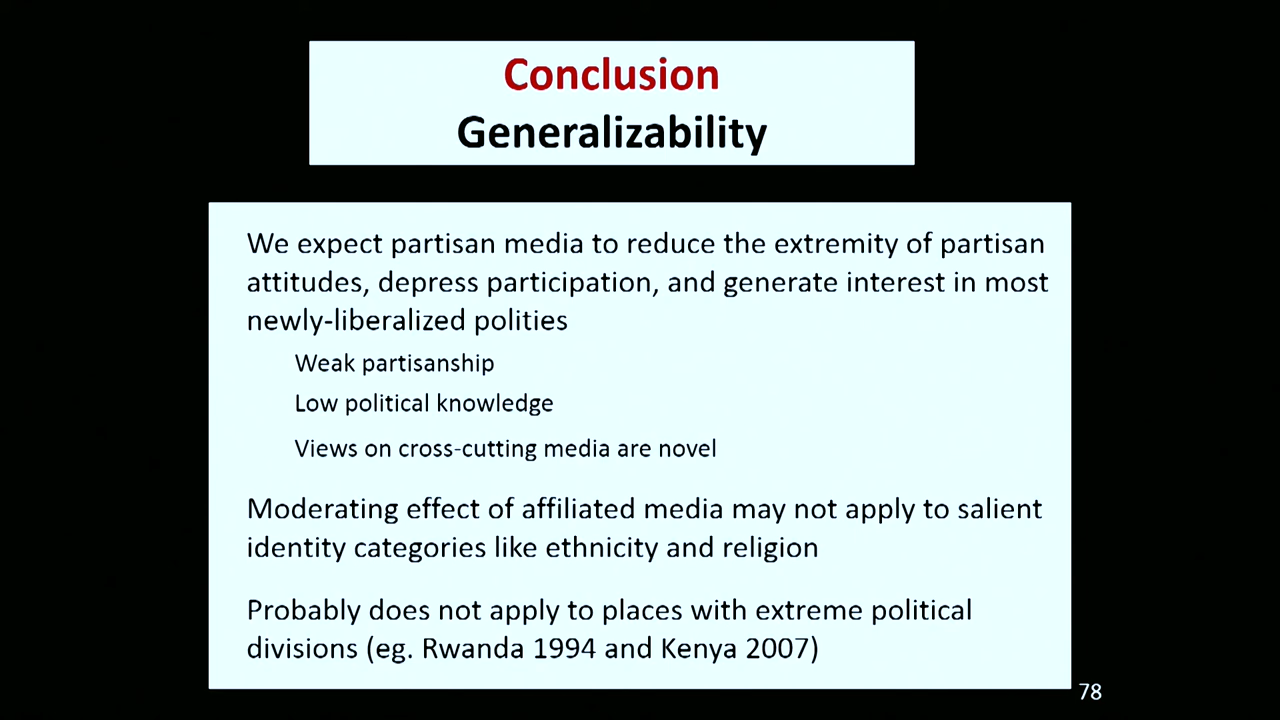 Conclusion
Generalizability
We expect partisan media to reduce the extremity of partisan
attitudes, depress participation, and generate interest in most
newly-liberalized polities
Weak partisanship
Low political knowledge
Views on cross-cutting media are novel
Moderating effect of affiliated media may not apply to salient
identity categories like ethnicity and religion
Probably does not apply to places with extreme political
divisions (eg. Rwanda 1994 and Kenya 2007)
78